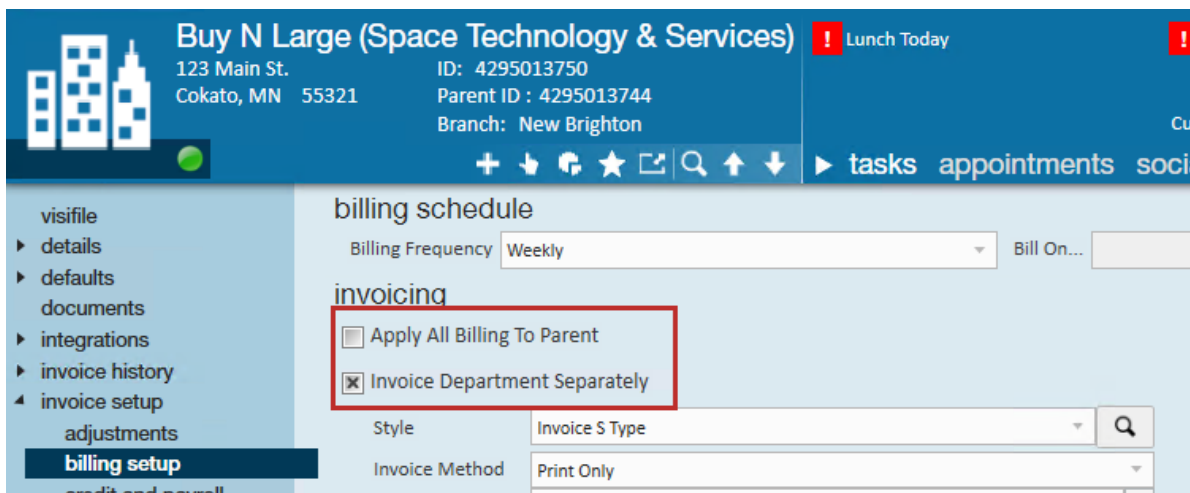 Buy N Large (Space Technology & Services)
123 Main St.
Cokato, MN 55321
ID: 4295013750
Parent ID : 4295013744
Branch: New Brighton
! Lunch Today
!
Cu
tasks appointments soci
visifile
details
defaults
documents
integrations
invoice history
invoice setup
adjustments
billing setup
billing schedule
Billing Frequency Weekly Bill On...
invoicing
Apply All Billing To Parent
Invoice Department Separately
Style Invoice S Type
Invoice Method Print Only